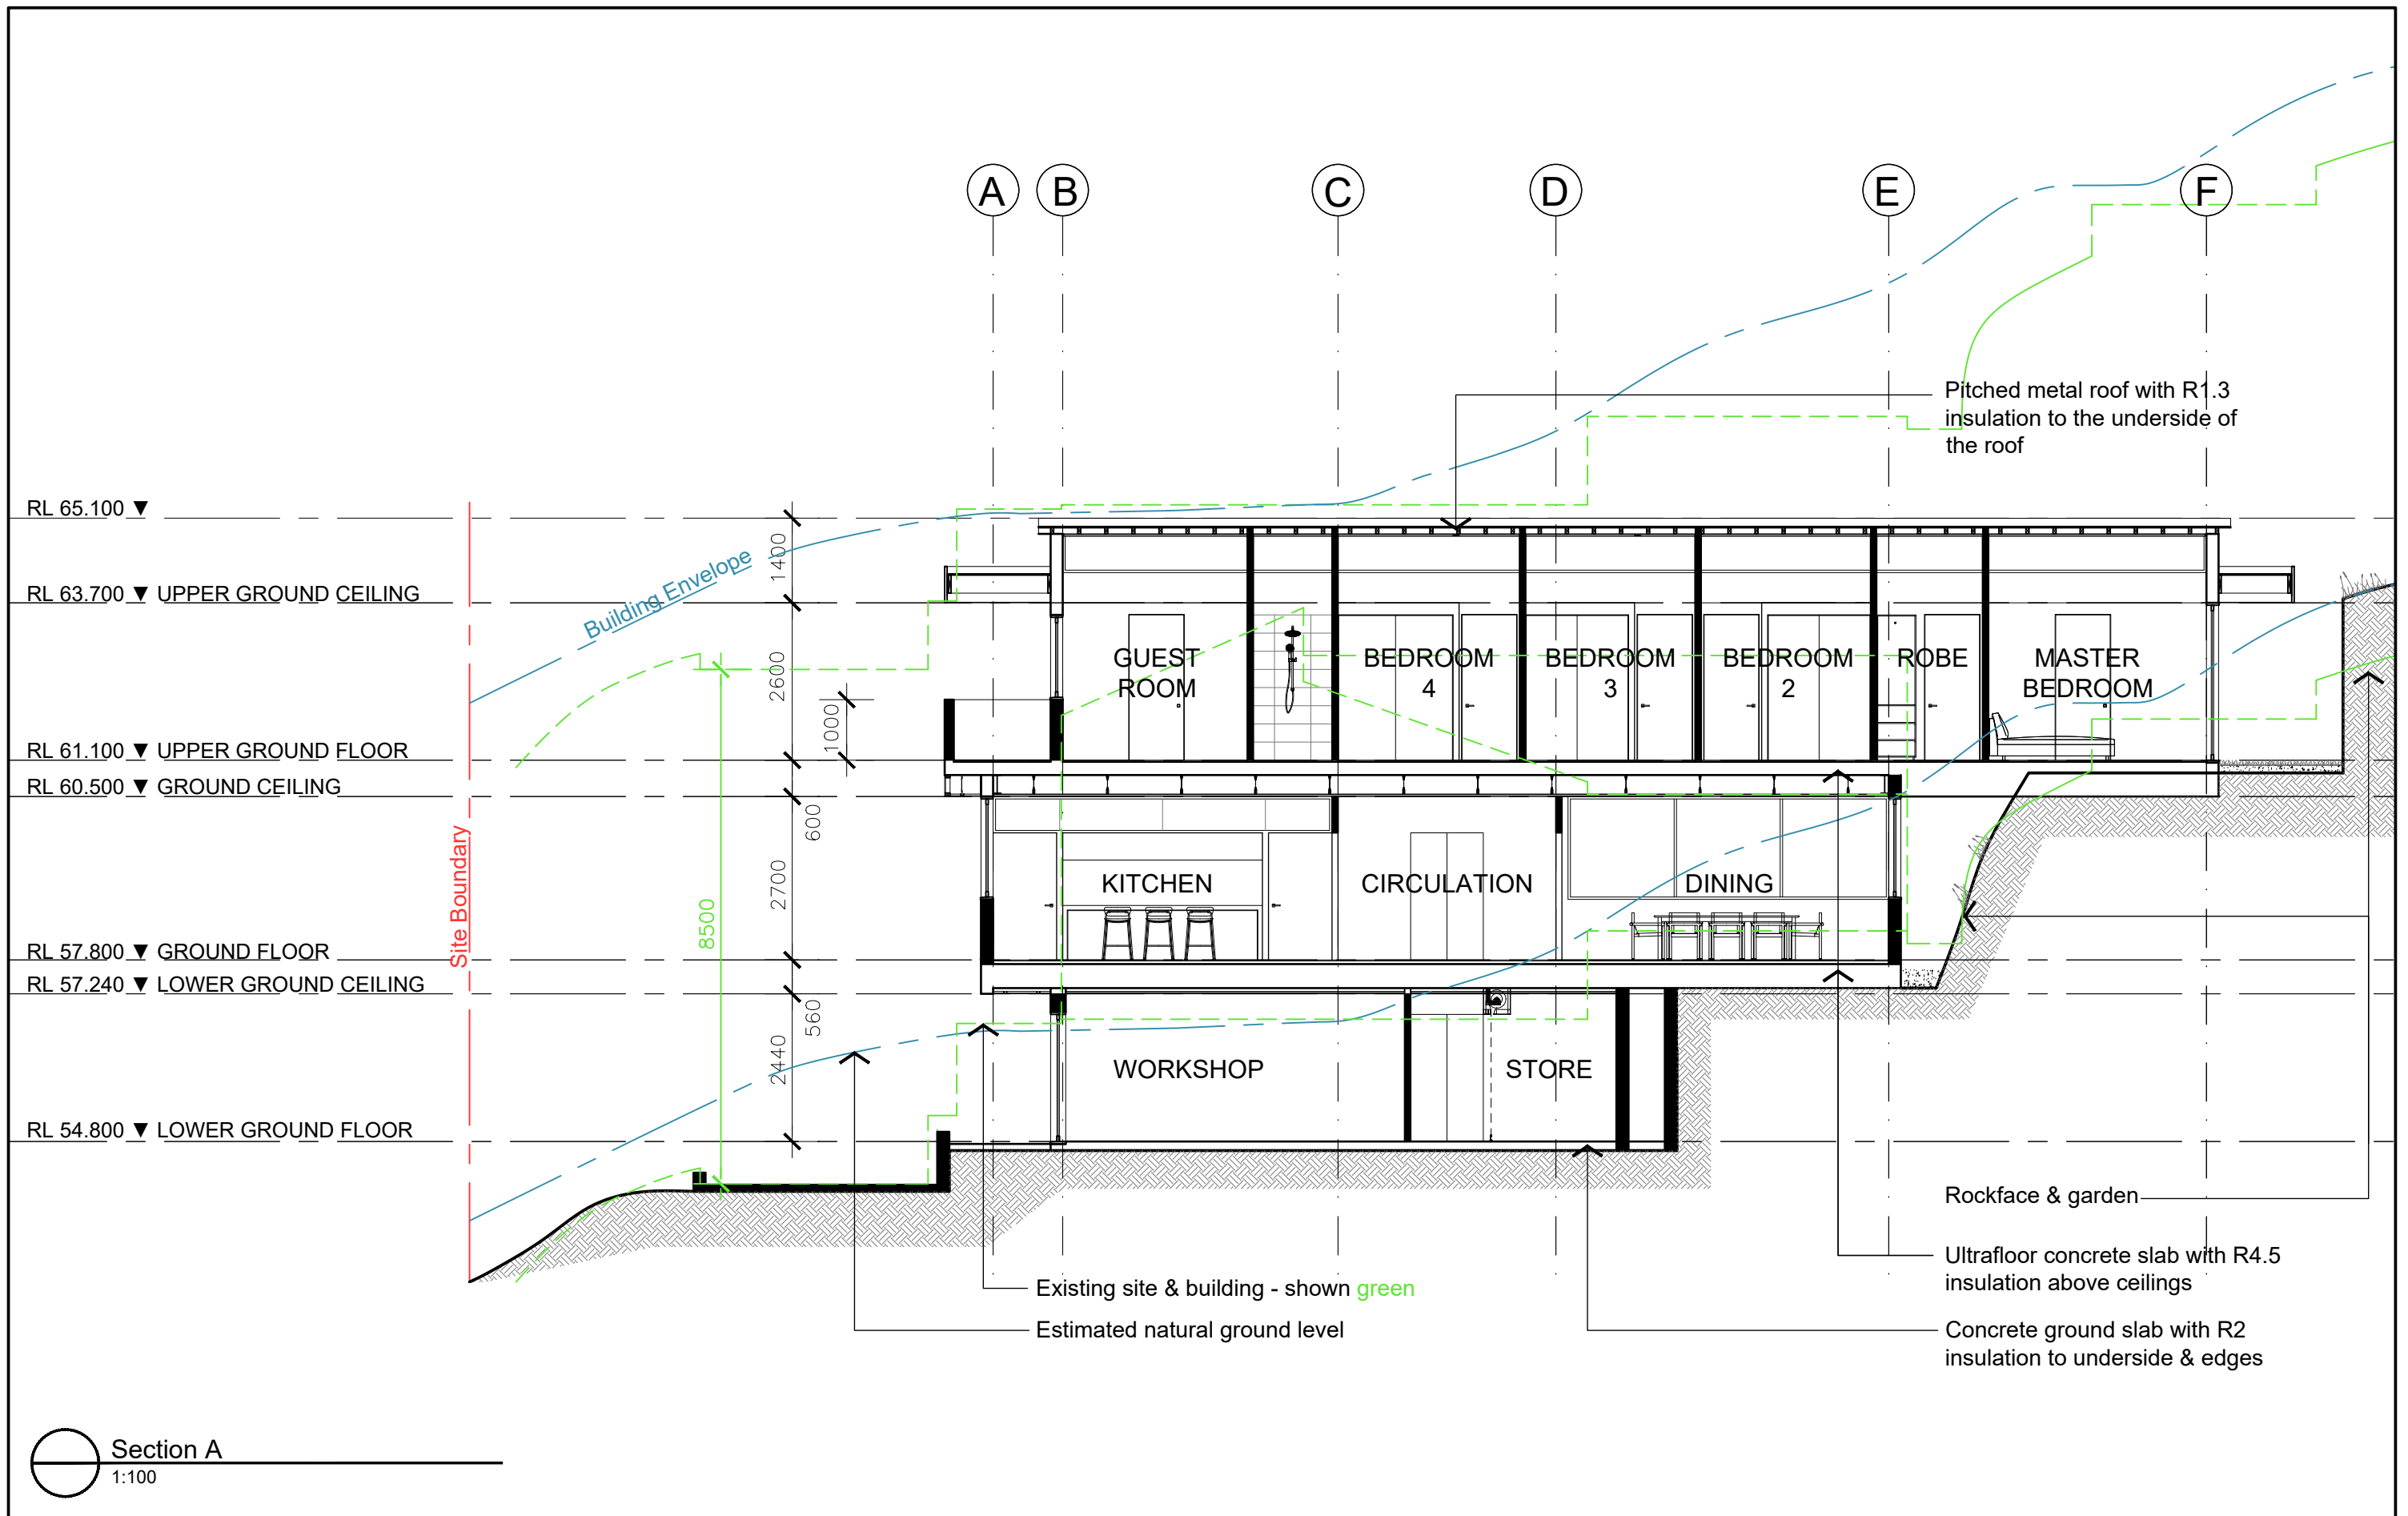 A B C D E F
Pitched metal roof with R1.3
insulation to the underside of
the roof
RL 65.100 ▼
1400
Building Envelope
RL 63.700 ▼ UPPER GROUND CEILING
2600
GUEST
ROOM
BEDROOM
4
BEDROOM
3
BEDROOM
2
ROBE
MASTER
BEDROOM
1000
RL 61.100 ▼ UPPER GROUND FLOOR
RL 60.500 ▼ GROUND CEILING
600
Site Boundary
2700
8500
KITCHEN
CIRCULATION
DINING
RL 57.800 ▼ GROUND FLOOR
RL 57.240 ▼ LOWER GROUND CEILING
560
2440
WORKSHOP
STORE
RL 54.800 ▼ LOWER GROUND FLOOR
Rockface & garden
Ultrafloor concrete slab with R4.5
insulation above ceilings
Existing site & building - shown green
Estimated natural ground level
Concrete ground slab with R2
insulation to underside & edges
Section A
1:100